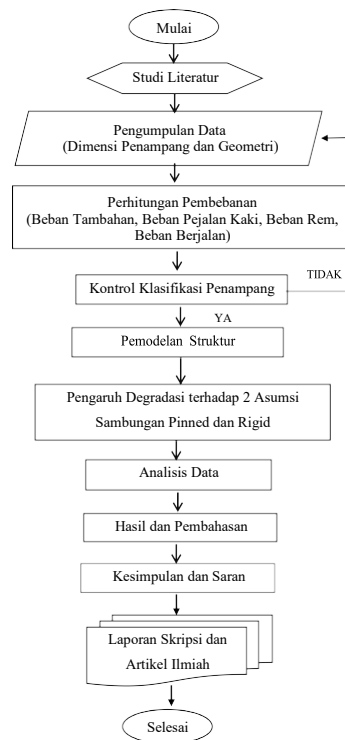 Mulai
Studi Literatur
Pengumpulan Data
(Dimensi Penampang dan Geometri)
Perhitungan Pembebanan
(Beban Tambahan, Beban Pejalan Kaki, Beban Rem,
Beban Berjalan)
Kontrol Klasifikasi Penampang
TIDAK
YA
Pemodelan Struktur
Pengaruh Degradasi terhadap 2 Asumsi
Sambungan Pinned dan Rigid
Analisis Data
Hasil dan Pembahasan
Kesimpulan dan Saran
Laporan Skripsi dan
Artikel Ilmiah
Selesai